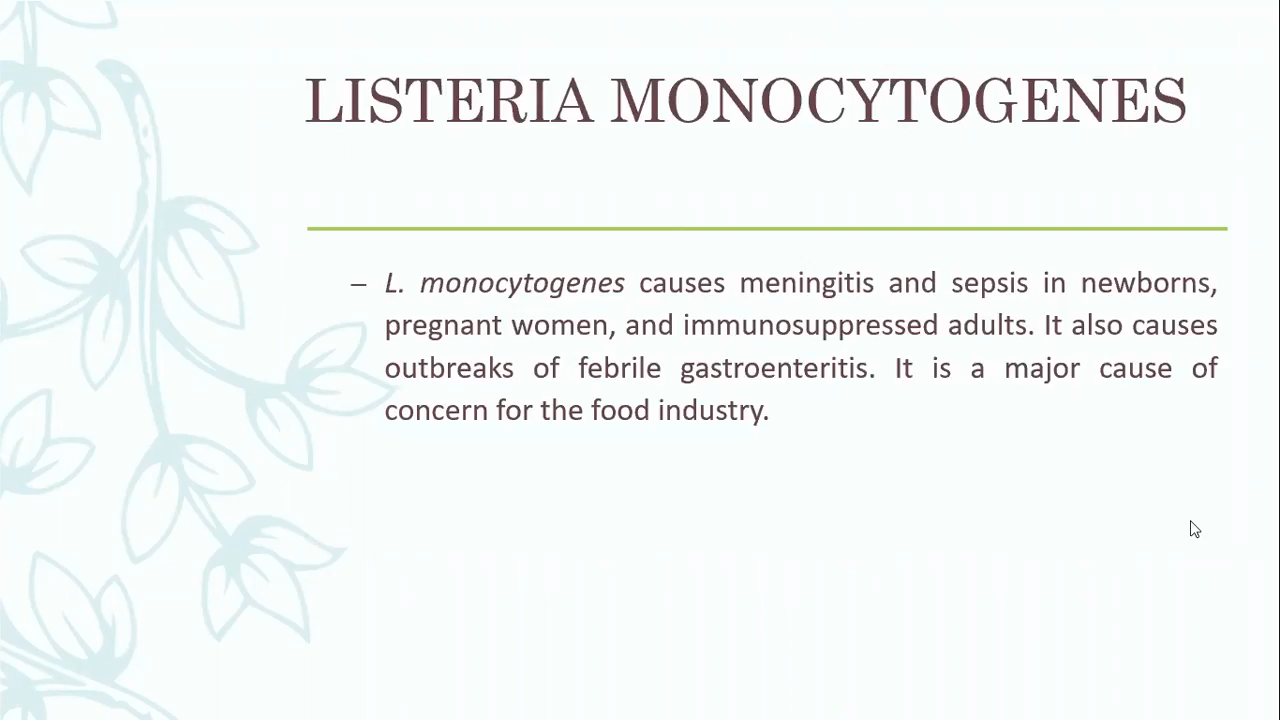 LISTERIA MONOCYTOGENES
– L. monocytogenes causes meningitis and sepsis in newborns,
pregnant women, and immunosuppressed adults. It also causes
outbreaks of febrile gastroenteritis. It is a major cause of
concern for the food industry.